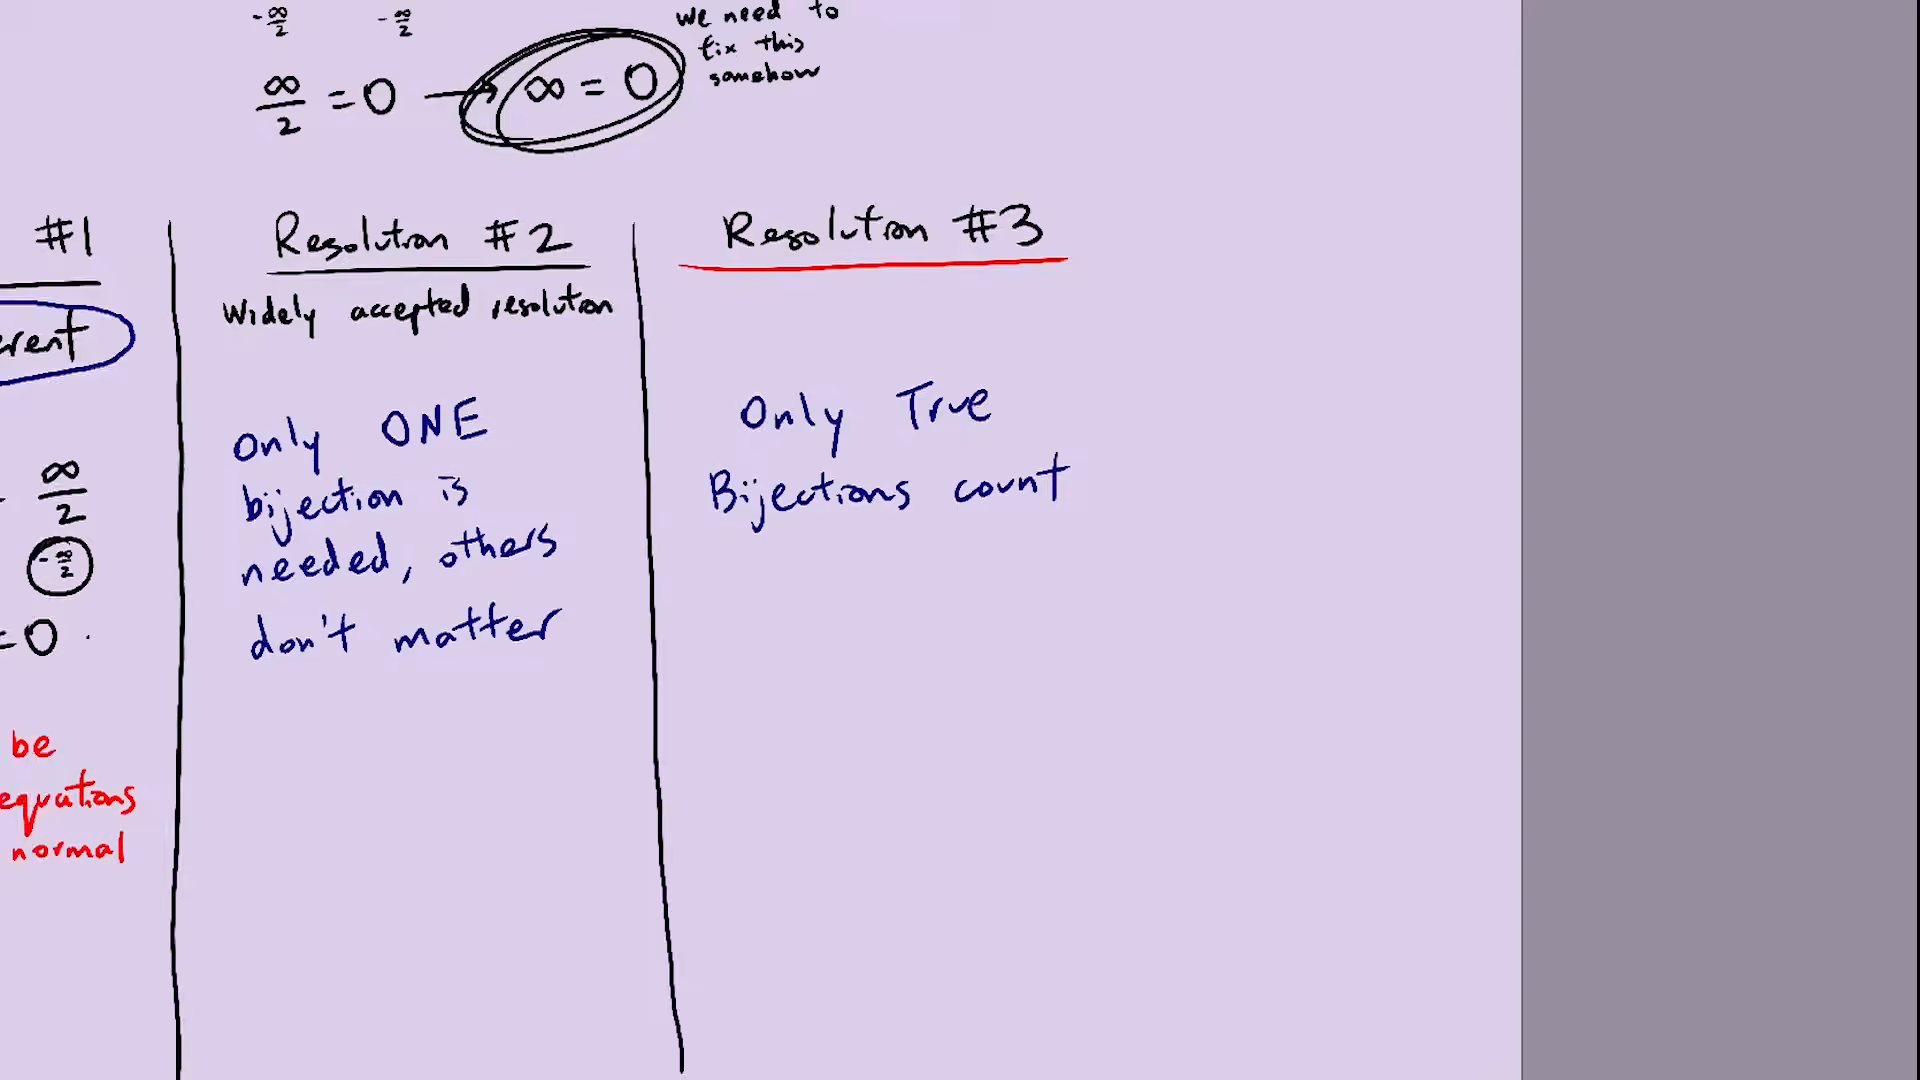 -∞/2 -∞/2
we need to
fix this
somehow
∞/2 = 0 → ∞ = 0
#1
erent
∞/2
-∞/2
=0
be
equations
normal
Resolution #2
Widely accepted resolution
Only ONE
bijection is
needed, others
don't matter
Resolution #3
Only True
Bijections count